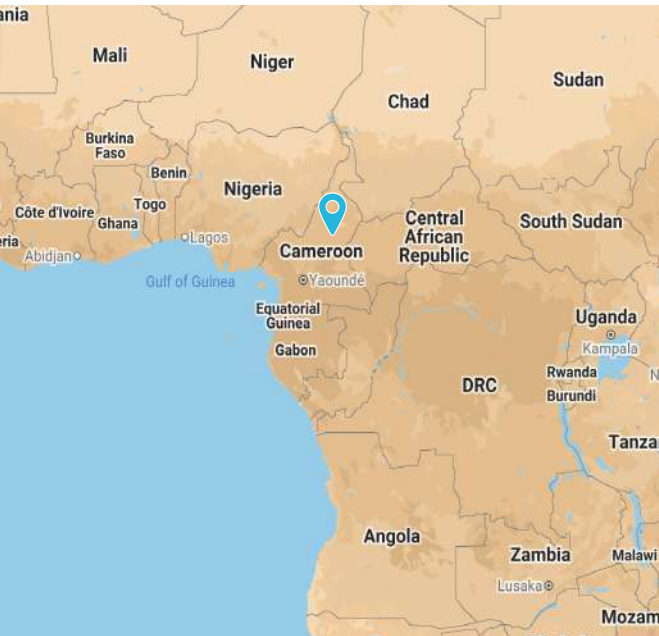 ania
Mali
Niger
Chad
Sudan
Burkina
Faso
Benin
Nigeria
Togo
Côte d'Ivoire
Ghana
eria
Abidjan
Lagos
Central
African
Republic
South Sudan
Cameroon
Yaoundé
Gulf of Guinea
Equatorial
Guinea
Gabon
Uganda
Kampala
Rwanda
N
DRC
Burundi
Tanza
Angola
Zambia
Malawi
Lusaka
Mozam